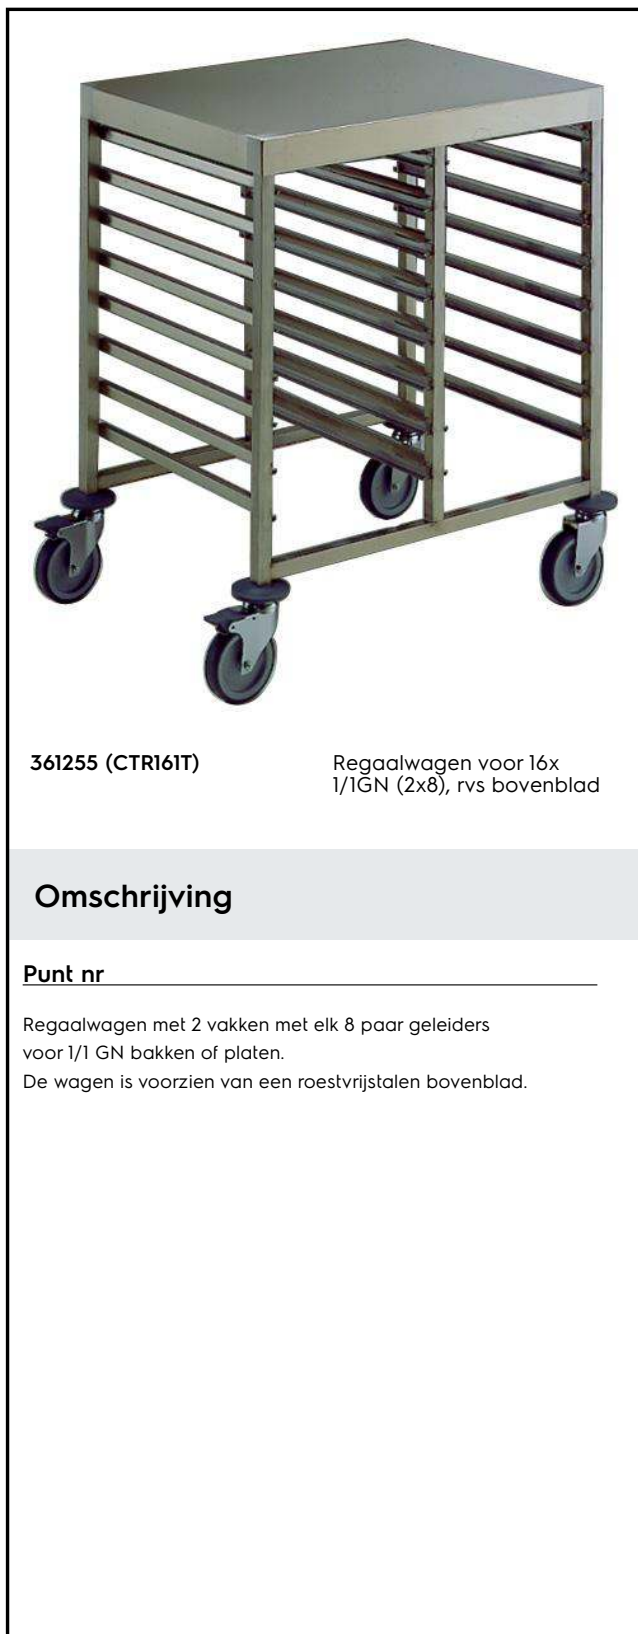 361255 (CTR161T)
Regaalwagen voor 16x
1/1GN (2x8), rvs bovenblad
Omschrijving
Punt nr
Regaalwagen met 2 vakken met elk 8 paar geleiders
voor 1/1 GN bakken of platen.
De wagen is voorzien van een roestvrijstalen bovenblad.